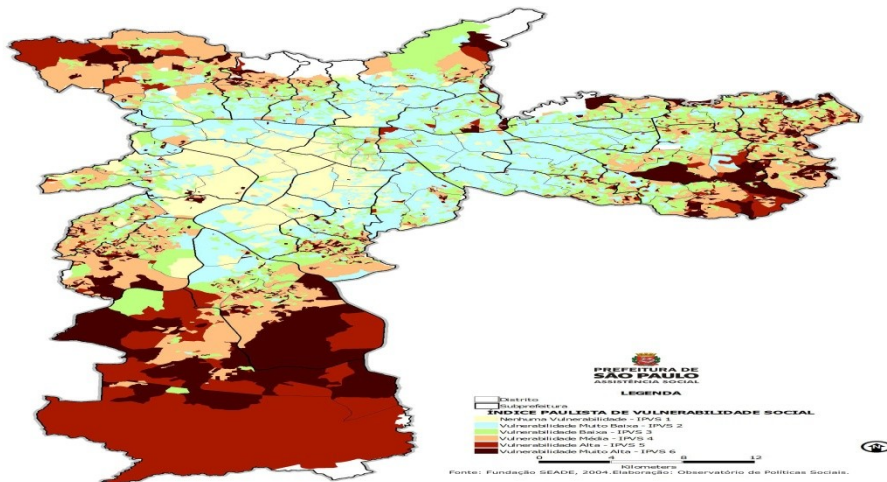 PREFEITURA DE
SÃO PAULO
ASSISTÊNCIA SOCIAL
LEGENDA
Distrito
Subprefeitura
ÍNDICE PAULISTA DE VULNERABILIDADE SOCIAL
Nenhuma Vulnerabilidade - IPVS 1
Vulnerabilidade Muito Baixa - IPVS 2
Vulnerabilidade Baixa - IPVS 3
Vulnerabilidade Média - IPVS 4
Vulnerabilidade Alta - IPVS 5
Vulnerabilidade Muito Alta - IPVS 6
0 4 8 12
Kilometers
Fonte: Fundação SEADE, 2004.Elaboração: Observatório de Políticas Sociais.